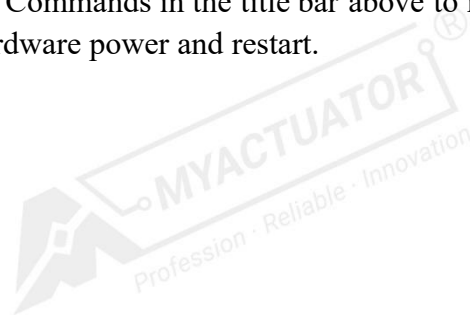 Commands in the title bar above to
rdware power and restart.
®
MYACTUATOR
Profession · Reliable · Innovation